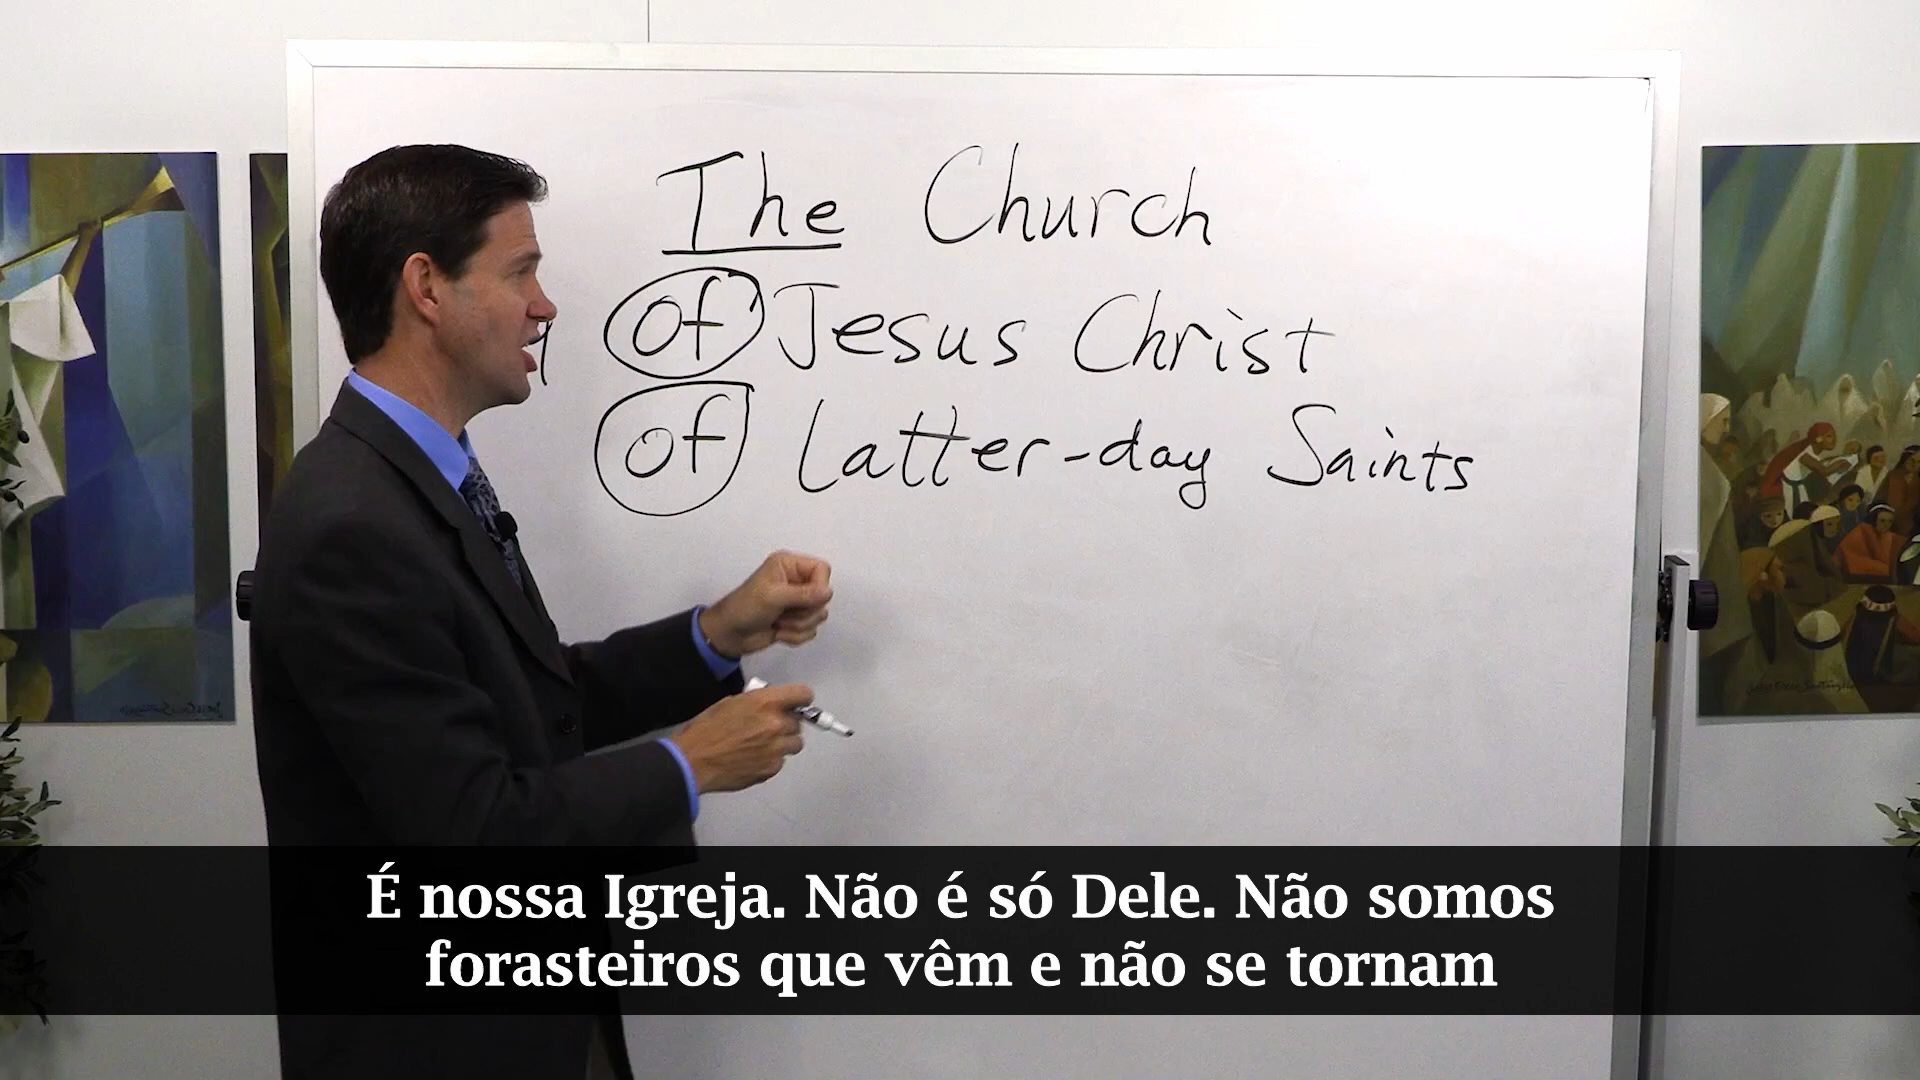 The Church
of Jesus Christ
of Latter-day Saints
É nossa Igreja. Não é só Dele. Não somos
forasteiros que vêm e não se tornam